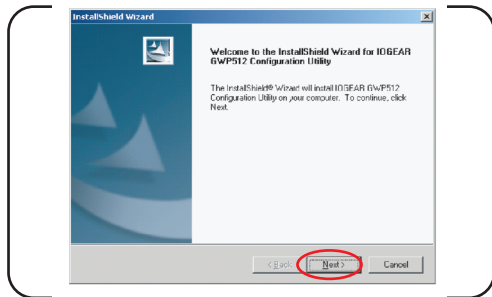 InstallShield Wizard
Welcome to the InstallShield Wizard for IOGEAR
GWP512 Configuration Utility
The InstallShield® Wizard will install IOGEAR GWP512
Configuration Utility on your computer. To continue, click
Next.
< Back
Next >
Cancel